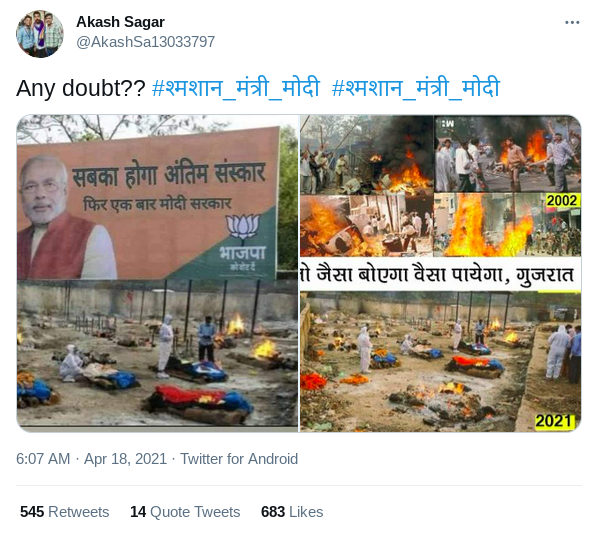 Akash Sagar
@AkashSa13033797
Any doubt?? #श्मशान_मंत्री_मोदी #श्मशान_मंत्री_मोदी
सबका होगा अंतिम संस्कार
फिर एक बार मोदी सरकार
भाजपा
को वोट दें
2002
जो जैसा बोएगा वैसा पायेगा, गुजरात
2021
6:07 AM · Apr 18, 2021 · Twitter for Android
545 Retweets 14 Quote Tweets 683 Likes